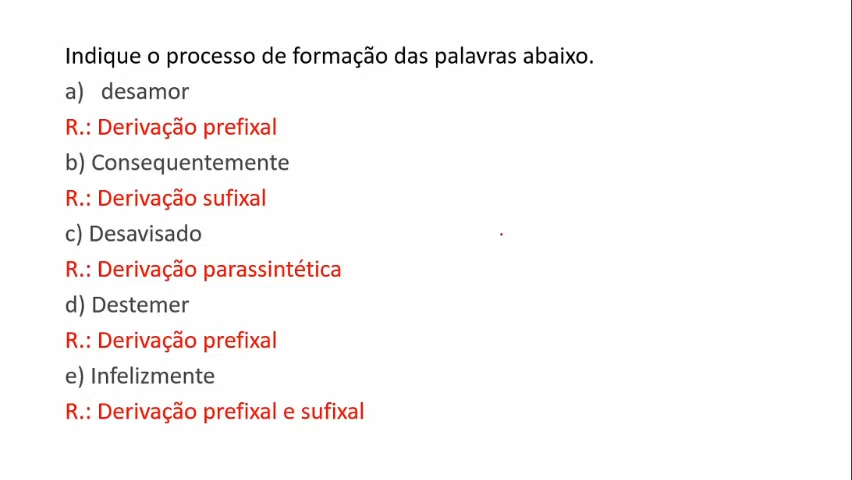 Indique o processo de formação das palavras abaixo.
a) desamor
R.: Derivação prefixal
b) Consequentemente
R.: Derivação sufixal
c) Desavisado
R.: Derivação parassintética
d) Destemer
R.: Derivação prefixal
e) Infelizmente
R.: Derivação prefixal e sufixal